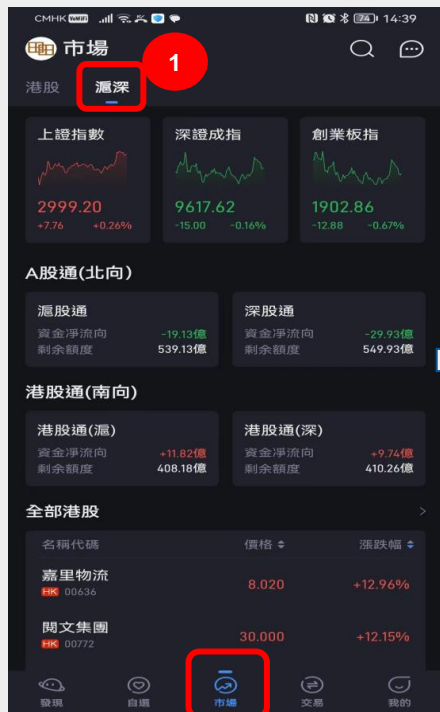 CMHK 14:39
市場
1
港股 滬深
上證指數 深證成指 創業板指
2999.20 9617.62 1902.86
+7.76 +0.26% -15.00 -0.16% -12.88 -0.67%
A股通(北向)
滬股通 深股通
資金凈流向 -19.13億 資金凈流向 -29.93億
剩余額度 539.13億 剩余額度 549.93億
港股通(南向)
港股通(滬) 港股通(深)
資金凈流向 +11.82億 資金凈流向 +9.74億
剩余額度 408.18億 剩余額度 410.26億
全部港股 >
名稱代碼 價格 漲跌幅
嘉里物流 8.020 +12.96%
HK 00636
閱文集團 30.000 +12.15%
HK 00772
發現 自選 市場 交易 我的